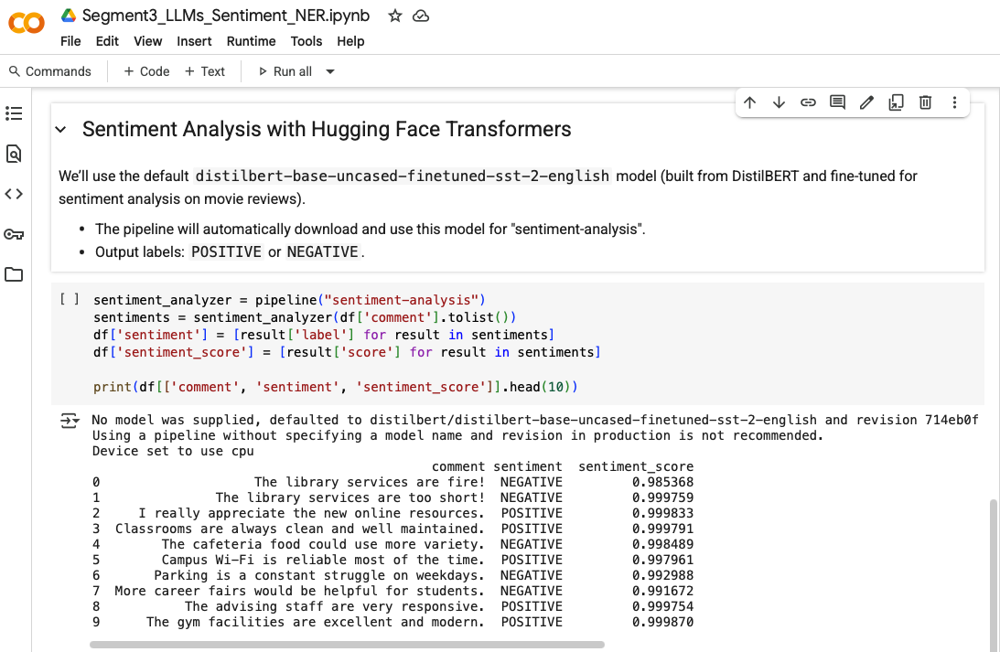 Segment3_LLMs_Sentiment_NER.ipynb
File Edit View Insert Runtime Tools Help
Commands + Code + Text Run all
Sentiment Analysis with Hugging Face Transformers
We'll use the default distilbert-base-uncased-finetuned-sst-2-english model (built from DistilBERT and fine-tuned for
sentiment analysis on movie reviews).
• The pipeline will automatically download and use this model for "sentiment-analysis".
• Output labels: POSITIVE or NEGATIVE.
[ ] sentiment_analyzer = pipeline("sentiment-analysis")
sentiments = sentiment_analyzer(df['comment'].tolist())
df['sentiment'] = [result['label'] for result in sentiments]
df['sentiment_score'] = [result['score'] for result in sentiments]
print(df[['comment', 'sentiment', 'sentiment_score']].head(10))
No model was supplied, defaulted to distilbert/distilbert-base-uncased-finetuned-sst-2-english and revision 714eb0f
Using a pipeline without specifying a model name and revision in production is not recommended.
Device set to use cpu
comment sentiment sentiment_score
0 The library services are fire! NEGATIVE 0.985368
1 The library services are too short! NEGATIVE 0.999759
2 I really appreciate the new online resources. POSITIVE 0.999833
3 Classrooms are always clean and well maintained. POSITIVE 0.999791
4 The cafeteria food could use more variety. NEGATIVE 0.998489
5 Campus Wi-Fi is reliable most of the time. POSITIVE 0.997961
6 Parking is a constant struggle on weekdays. NEGATIVE 0.992988
7 More career fairs would be helpful for students. NEGATIVE 0.991672
8 The advising staff are very responsive. POSITIVE 0.999754
9 The gym facilities are excellent and modern. POSITIVE 0.999870